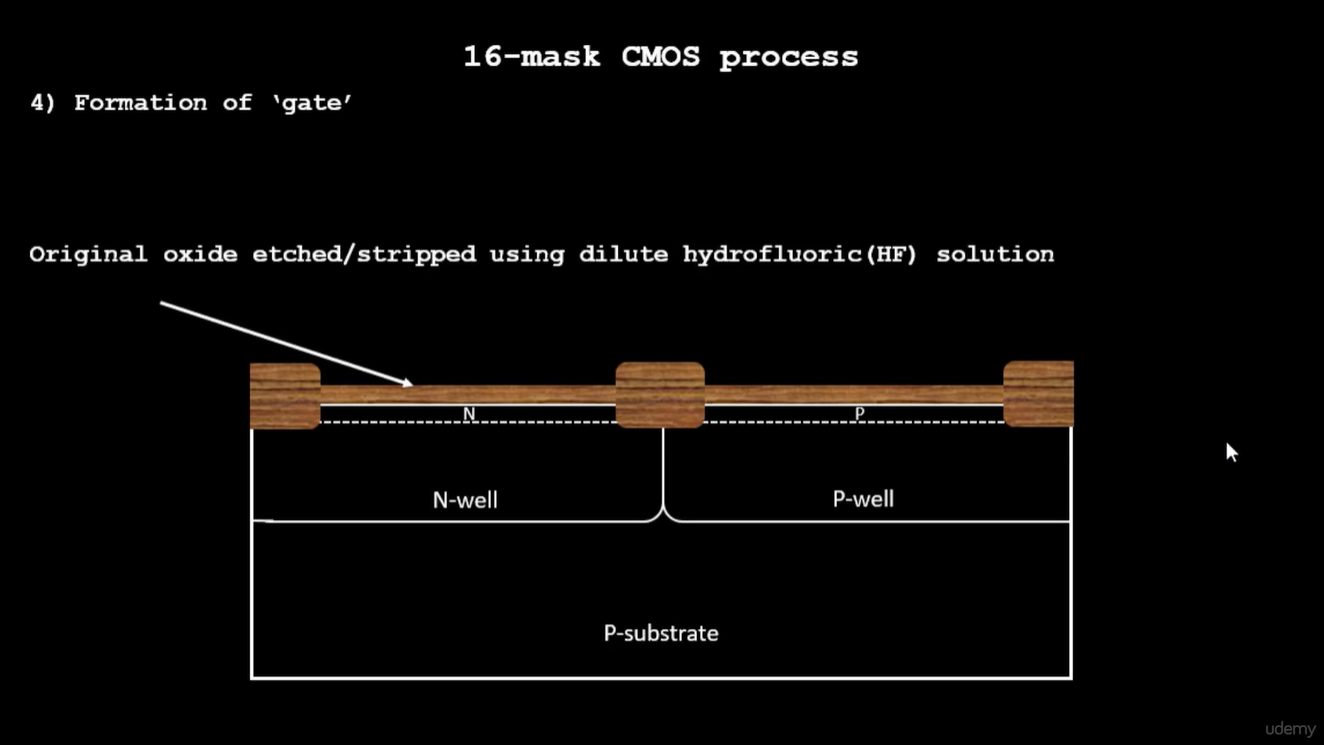 16-mask CMOS process
4) Formation of ‘gate’
Original oxide etched/stripped using dilute hydrofluoric(HF) solution
N
P
N-well
P-well
P-substrate
udemy